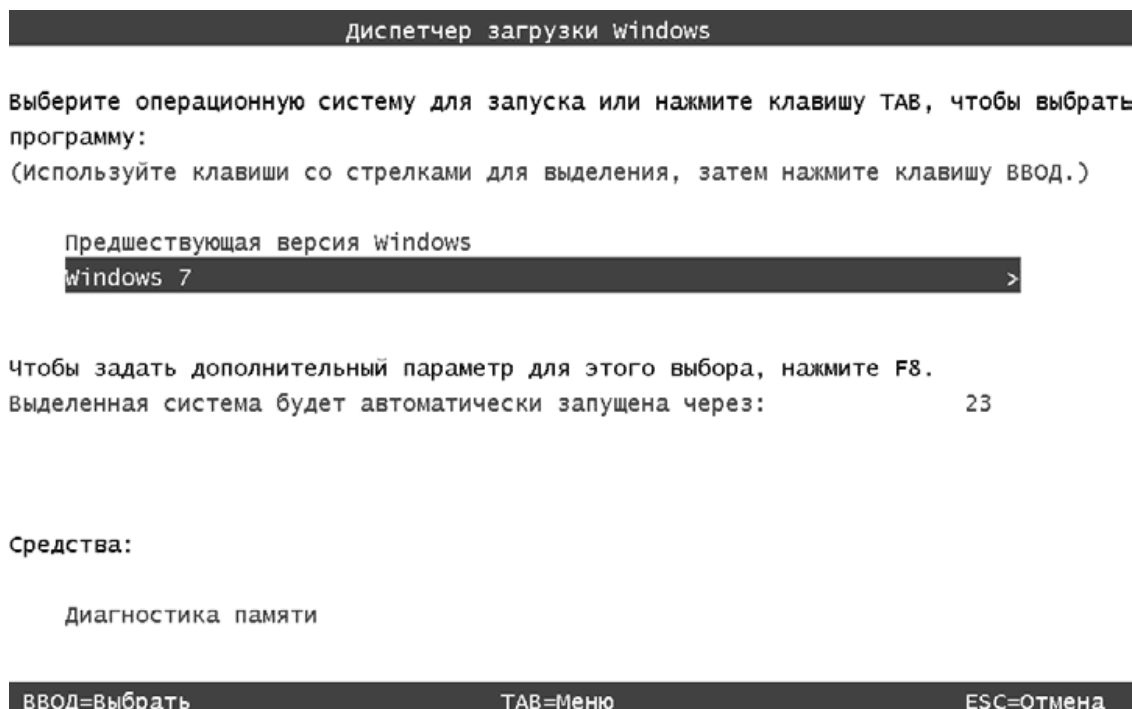 Диспетчер загрузки Windows
Выберите операционную систему для запуска или нажмите клавишу TAB, чтобы выбрать
программу:
(Используйте клавиши со стрелками для выделения, затем нажмите клавишу ВВОД.)
Предшествующая версия Windows
Windows 7 >
Чтобы задать дополнительный параметр для этого выбора, нажмите F8.
Выделенная система будет автоматически запущена через: 23
Средства:
Диагностика памяти
ВВОД=Выбрать TAB=Меню ESC=Отмена